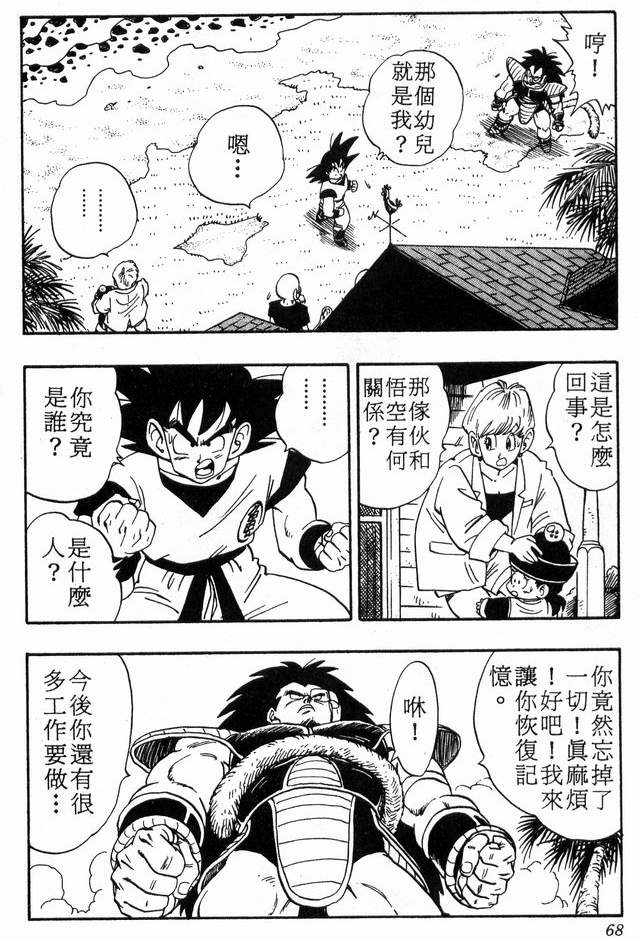 哼！
那個幼兒
就是我？
嗯…
……
這是怎麼
回事？
那傢伙和
悟空有何
關係？
……
你究竟
是誰？
是什麼
人？
你竟然忘掉了
一切！眞麻煩
！好吧！我來
讓你恢復記
憶。
咻！
今後你還有很
多工作要做…
68